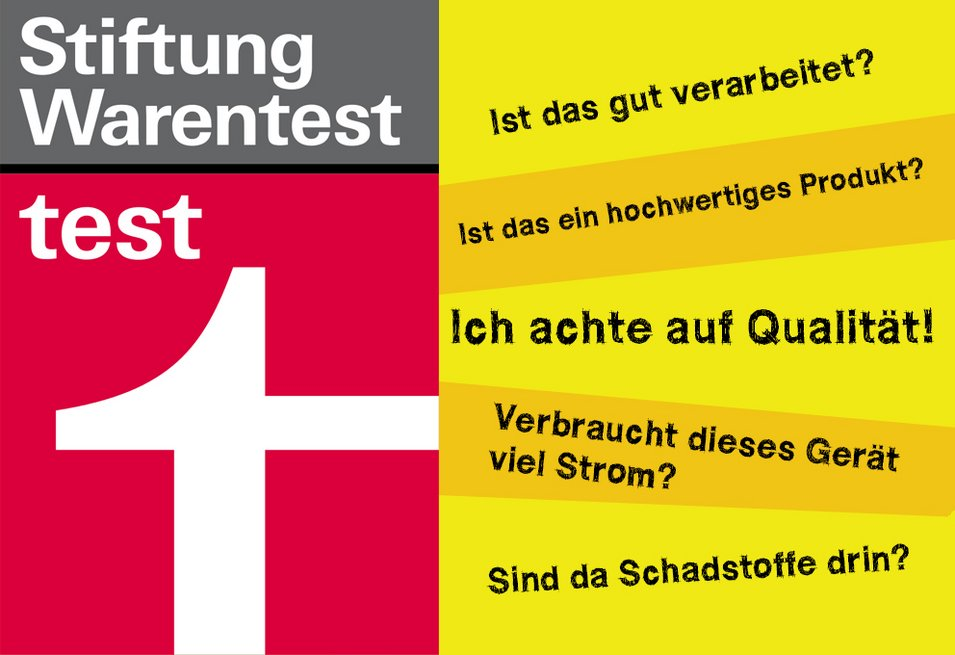 Stiftung
Warentest
test
Ist das gut verarbeitet?
Ist das ein hochwertiges Produkt?
Ich achte auf Qualität!
Verbraucht dieses Gerät
viel Strom?
Sind da Schadstoffe drin?